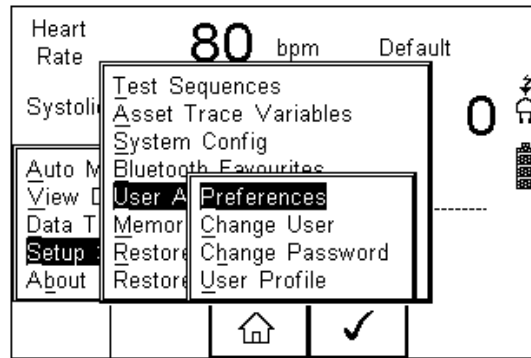 Heart
Rate
80 bpm
Default
Systoli
0
Test Sequences
Asset Trace Variables
System Config
Bluetooth Favourites
User A
Memor
Restore
Restore
Auto M
View D
Data T
Setup
About
Preferences
Change User
Change Password
User Profile